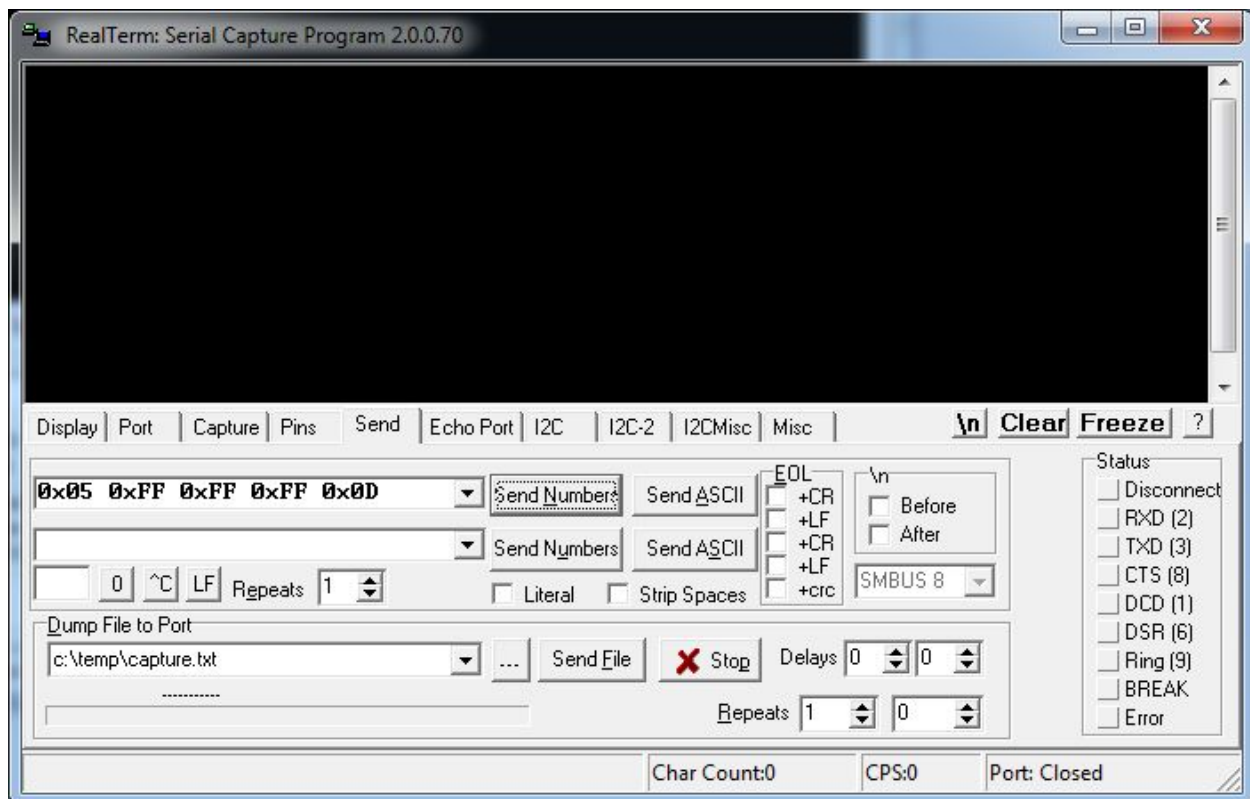 RealTerm: Serial Capture Program 2.0.0.70
Display Port Capture Pins Send Echo Port I2C I2C-2 I2CMisc Misc \n Clear Freeze ?
0x05 0xFF 0xFF 0xFF 0x0D Send Numbers Send ASCII
Send Numbers Send ASCII
0 ^C LF Repeats 1 Literal Strip Spaces
EOL
+CR
+LF
+CR
+LF
+crc
\n
Before
After
SMBUS 8
Dump File to Port
c:\temp\capture.txt ... Send File Stop Delays 0 0
-----------
Repeats 1 0
Status
Disconnect
RXD (2)
TXD (3)
CTS (8)
DCD (1)
DSR (6)
Ring (9)
BREAK
Error
Char Count:0 CPS:0 Port: Closed